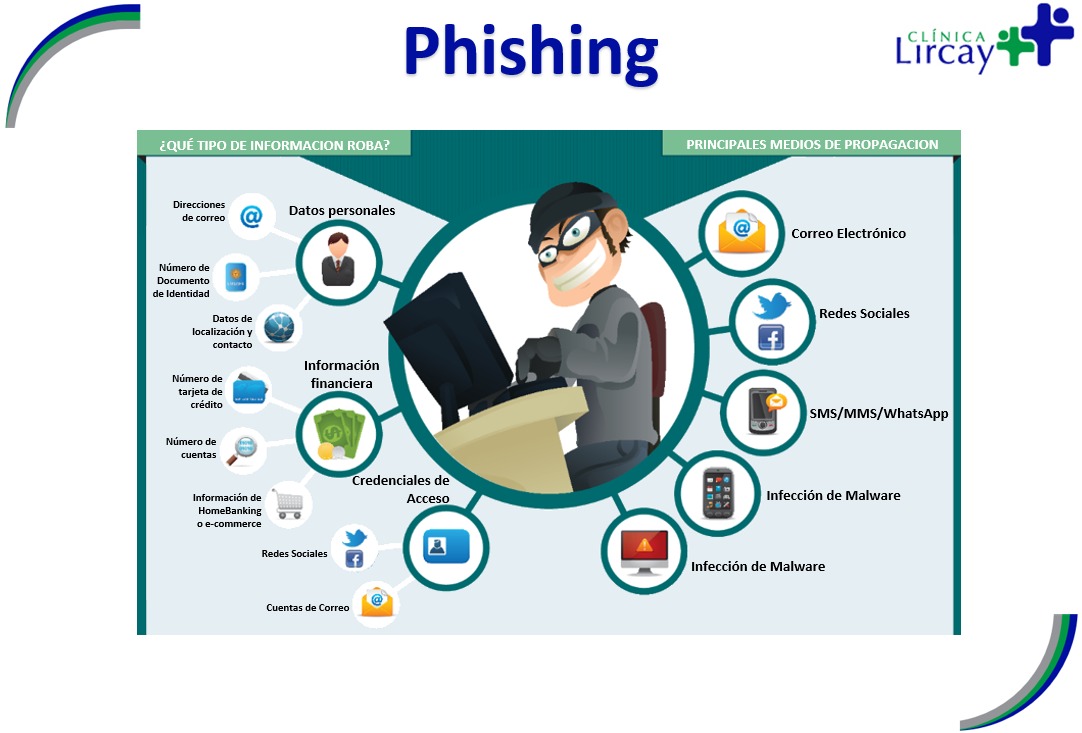 Phishing
CLÍNICA
Lircay
¿QUÉ TIPO DE INFORMACION ROBA?
PRINCIPALES MEDIOS DE PROPAGACION
Direcciones
de correo
Datos personales
Número de
Documento
de Identidad
Datos de
localización y
contacto
Información
financiera
Número de
tarjeta de
crédito
Número de
cuentas
Información de
HomeBanking
o e-commerce
Credenciales de
Acceso
Redes Sociales
Cuentas de Correo
Correo Electrónico
Redes Sociales
SMS/MMS/WhatsApp
Infección de Malware
Infección de Malware